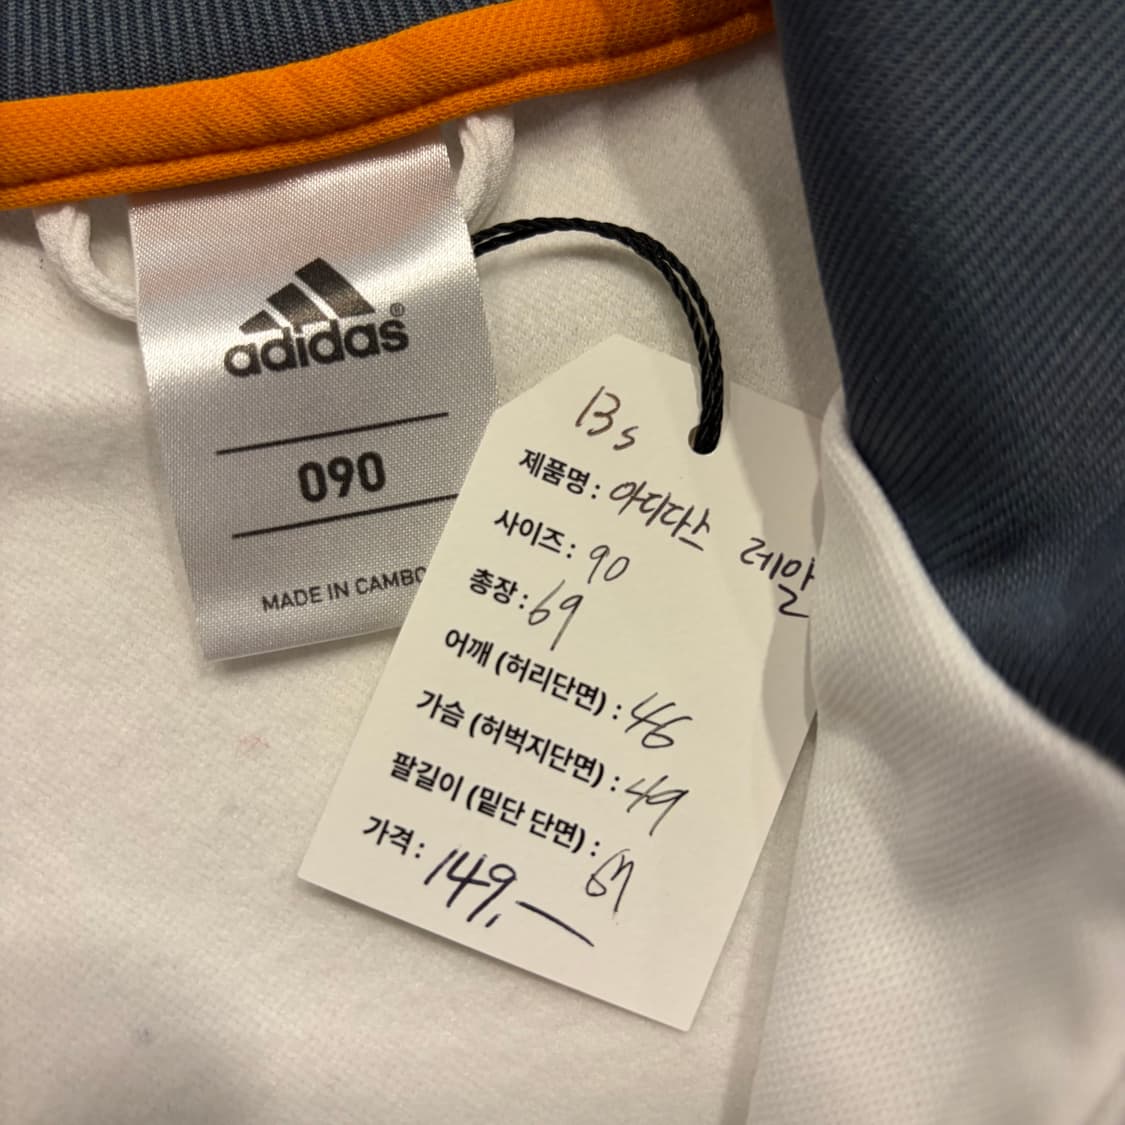 adidas®
090
MADE IN CAMBO
Bs
제품명: 아디다스 레알
사이즈: 90
총장: 69
어깨 (허리단면) : 46
가슴 (허벅지단면) : 49
팔길이 (밑단 단면) : 61
가격: 149,—